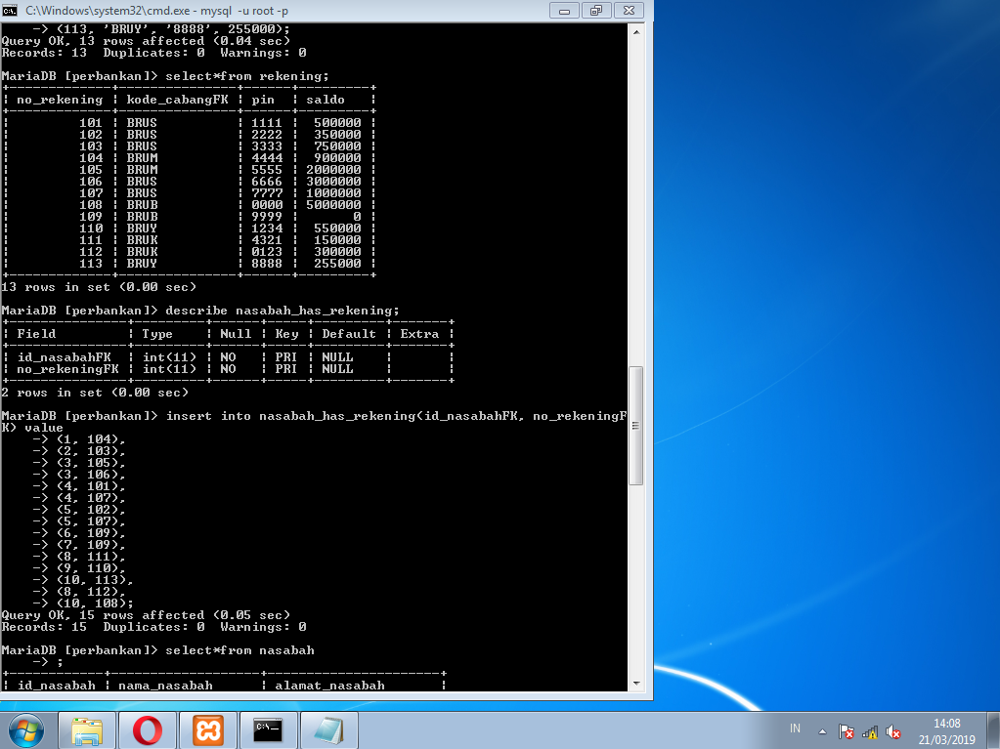 C:\Windows\system32\cmd.exe - mysql -u root -p
    -> (113, 'BRUY', '8888', 255000);
Query OK, 13 rows affected (0.04 sec)
Records: 13  Duplicates: 0  Warnings: 0
MariaDB [perbankan]> select*from rekening;
+-------------+---------------+------+---------+
| no_rekening | kode_cabangFK | pin  | saldo   |
+-------------+---------------+------+---------+
|         101 | BRUS          | 1111 |  500000 |
|         102 | BRUS          | 2222 |  350000 |
|         103 | BRUS          | 3333 |  750000 |
|         104 | BRUM          | 4444 |  900000 |
|         105 | BRUM          | 5555 | 2000000 |
|         106 | BRUS          | 6666 | 3000000 |
|         107 | BRUS          | 7777 | 1000000 |
|         108 | BRUB          | 0000 | 5000000 |
|         109 | BRUB          | 9999 |       0 |
|         110 | BRUY          | 1234 |  550000 |
|         111 | BRUK          | 4321 |  150000 |
|         112 | BRUK          | 0123 |  300000 |
|         113 | BRUY          | 8888 |  255000 |
+-------------+---------------+------+---------+
13 rows in set (0.00 sec)
MariaDB [perbankan]> describe nasabah_has_rekening;
+---------------+---------+------+-----+---------+-------+
| Field         | Type    | Null | Key | Default | Extra |
+---------------+---------+------+-----+---------+-------+
| id_nasabahFK  | int(11) | NO   | PRI | NULL    |       |
| no_rekeningFK | int(11) | NO   | PRI | NULL    |       |
+---------------+---------+------+-----+---------+-------+
2 rows in set (0.00 sec)
MariaDB [perbankan]> insert into nasabah_has_rekening(id_nasabahFK, no_rekeningF
K) value
    -> (1, 104),
    -> (2, 103),
    -> (3, 105),
    -> (3, 106),
    -> (4, 101),
    -> (4, 107),
    -> (5, 102),
    -> (5, 107),
    -> (6, 109),
    -> (7, 109),
    -> (8, 111),
    -> (9, 110),
    -> (10, 113),
    -> (8, 112),
    -> (10, 108);
Query OK, 15 rows affected (0.05 sec)
Records: 15  Duplicates: 0  Warnings: 0
MariaDB [perbankan]> select*from nasabah
    -> ;
+------------+-------------------+----------------------+
| id_nasabah | nama_nasabah      | alamat_nasabah       |
C:\
IN
14:08
21/03/2019